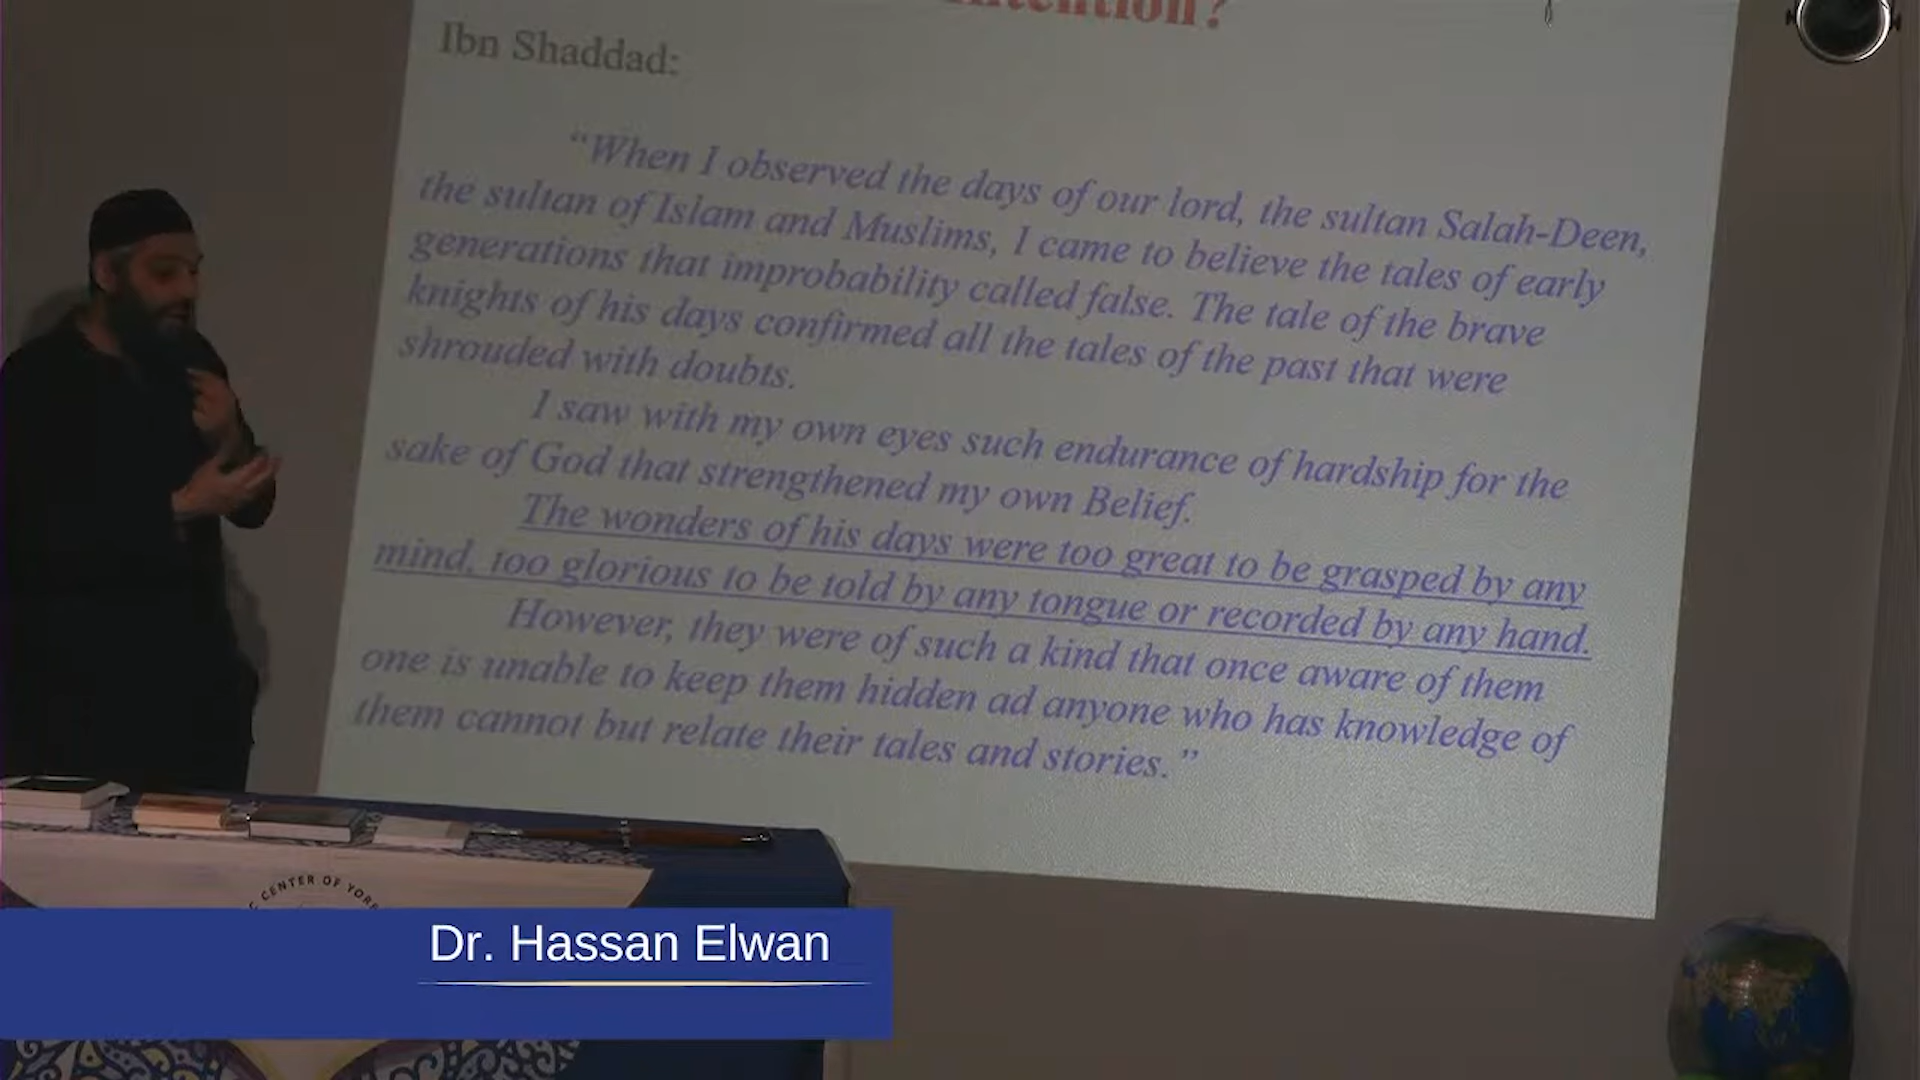 Ibn Shaddad:
“When I observed the days of our lord, the sultan Salah-Deen,
the sultan of Islam and Muslims, I came to believe the tales of early
generations that improbability called false. The tale of the brave
knights of his days confirmed all the tales of the past that were
shrouded with doubts.
I saw with my own eyes such endurance of hardship for the
sake of God that strengthened my own Belief.
The wonders of his days were too great to be grasped by any
mind, too glorious to be told by any tongue or recorded by any hand.
However, they were of such a kind that once aware of them
one is unable to keep them hidden ad anyone who has knowledge of
them cannot but relate their tales and stories.”
CENTER OF YORK
Dr. Hassan Elwan